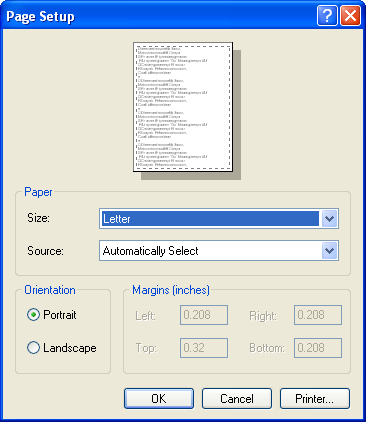 Page Setup
Paper
Size: Letter
Source: Automatically Select
Orientation
Portrait
Landscape
Margins (inches)
Left: 0.208 Right: 0.208
Top: 0.32 Bottom: 0.208
OK Cancel Printer...